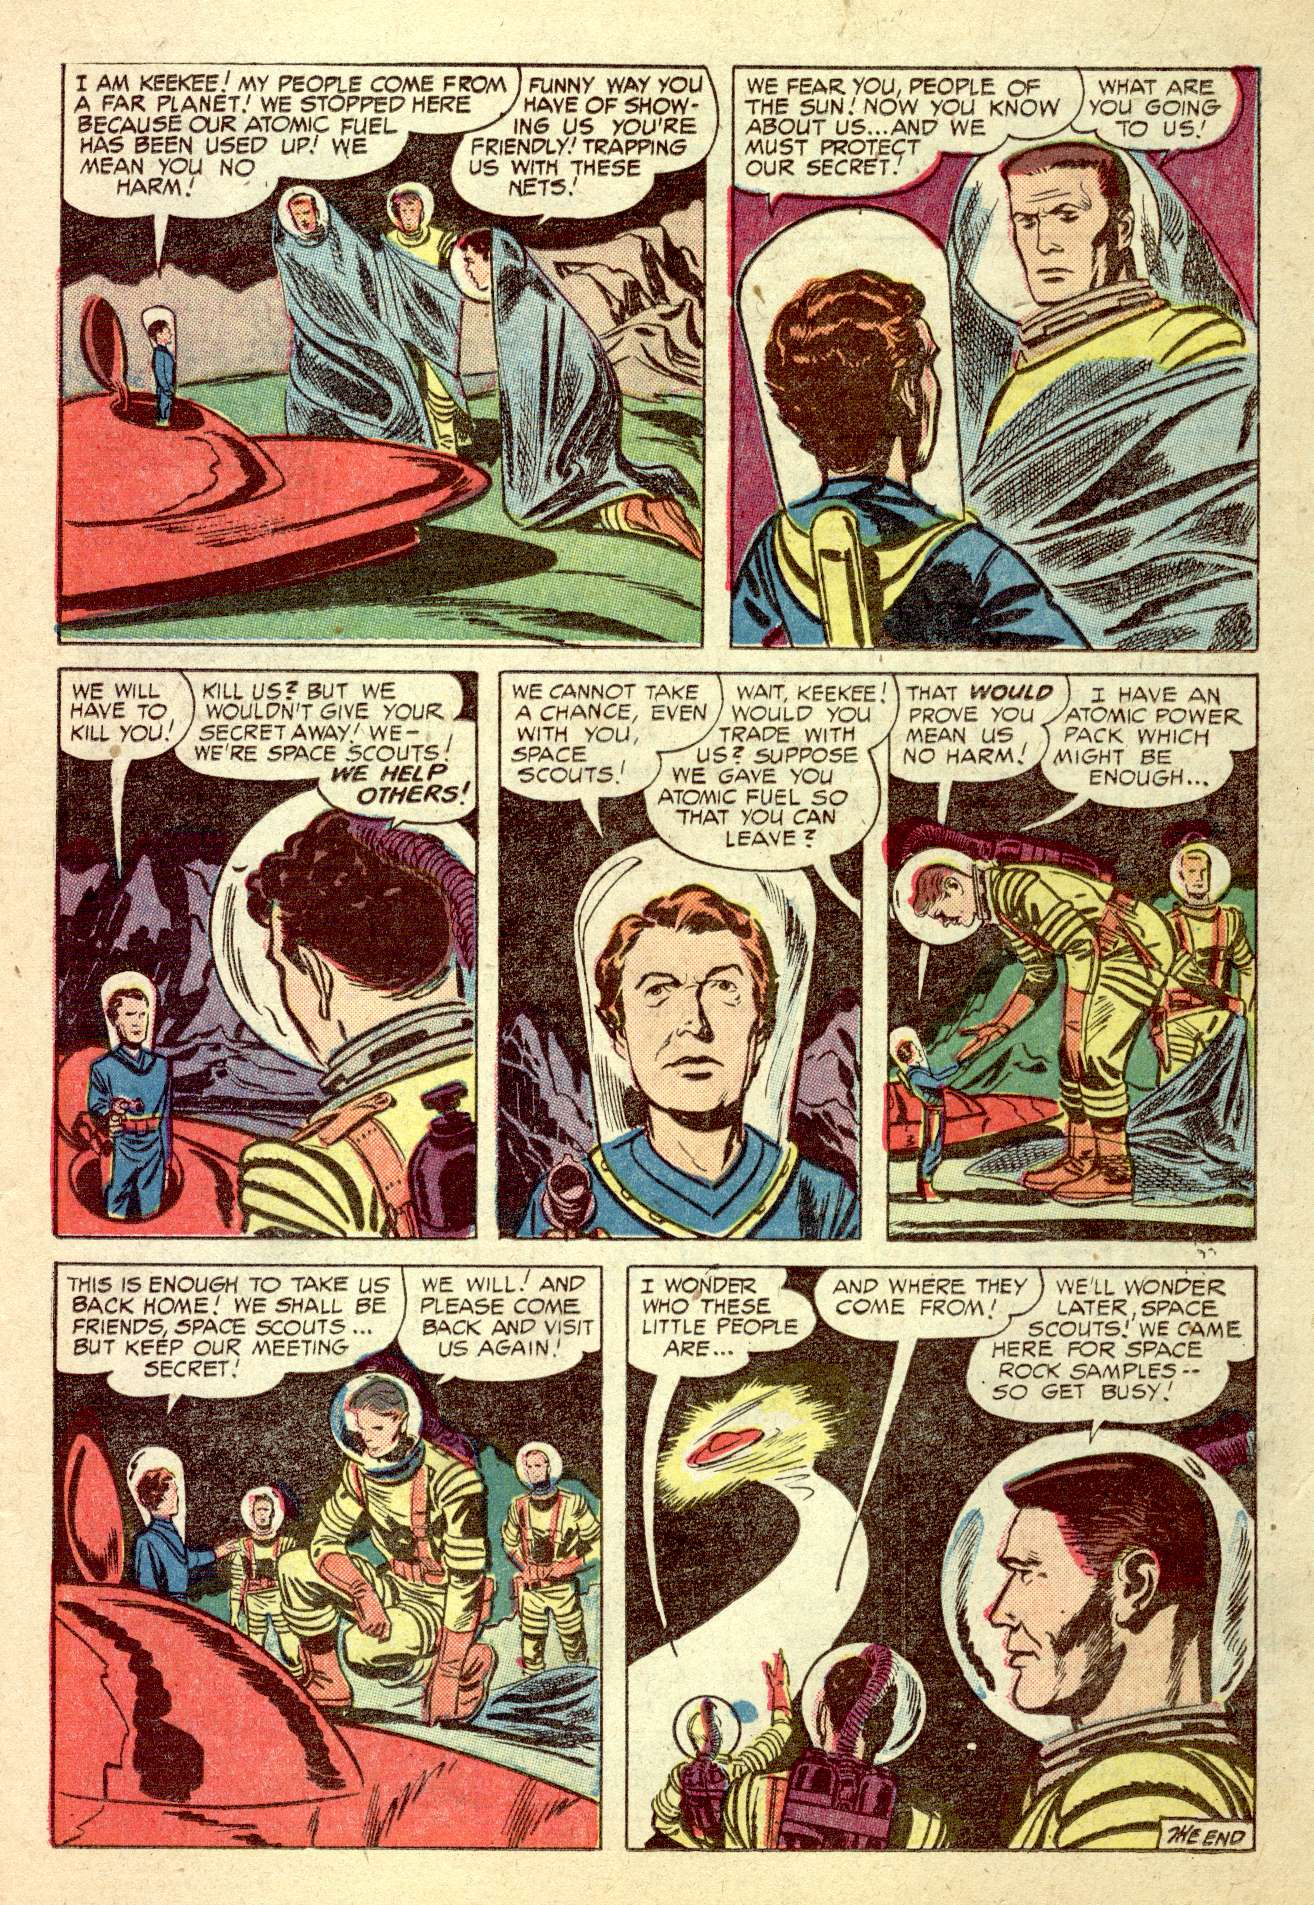 I AM KEEKEE! MY PEOPLE COME FROM
A FAR PLANET! WE STOPPED HERE
BECAUSE OUR ATOMIC FUEL
HAS BEEN USED UP! WE
MEAN YOU NO
HARM!
FUNNY WAY YOU
HAVE OF SHOW-
ING US YOU'RE
FRIENDLY! TRAPPING
US WITH THESE
NETS!
WE FEAR YOU, PEOPLE OF
THE SUN! NOW YOU KNOW
ABOUT US...AND WE
MUST PROTECT
OUR SECRET!
WHAT ARE
YOU GOING
TO US!
WE WILL
HAVE TO
KILL YOU!
KILL US? BUT WE
WOULDN'T GIVE YOUR
SECRET AWAY! WE-
WE'RE SPACE SCOUTS!
WE HELP
OTHERS!
WE CANNOT TAKE
A CHANCE, EVEN
WITH YOU,
SPACE
SCOUTS!
WAIT, KEEKEE!
WOULD YOU
TRADE WITH
US? SUPPOSE
WE GAVE YOU
ATOMIC FUEL SO
THAT YOU CAN
LEAVE?
THAT WOULD
PROVE YOU
MEAN US
NO HARM!
I HAVE AN
ATOMIC POWER
PACK WHICH
MIGHT BE
ENOUGH...
THIS IS ENOUGH TO TAKE US
BACK HOME! WE SHALL BE
FRIENDS, SPACE SCOUTS...
BUT KEEP OUR MEETING
SECRET!
WE WILL! AND
PLEASE COME
BACK AND VISIT
US AGAIN!
I WONDER
WHO THESE
LITTLE PEOPLE
ARE...
AND WHERE THEY
COME FROM!
WE'LL WONDER
LATER, SPACE
SCOUTS! WE CAME
HERE FOR SPACE
ROCK SAMPLES--
SO GET BUSY!
THE END